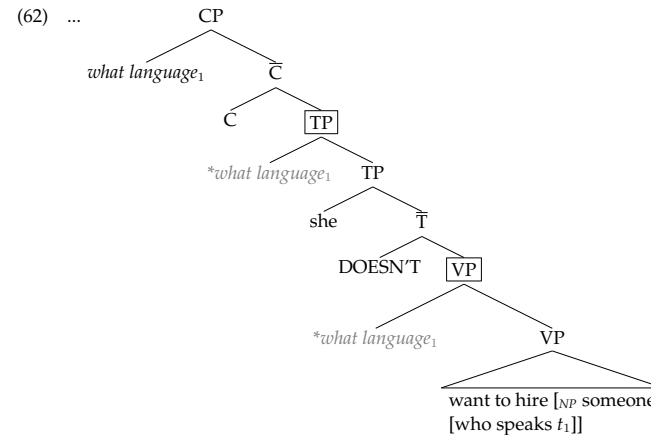 (62) ... CP
what language₁ C̅
C TP
*what language₁ TP
she T̅
DOESN'T VP
*what language₁ VP
want to hire [NP someone
[who speaks t₁]]